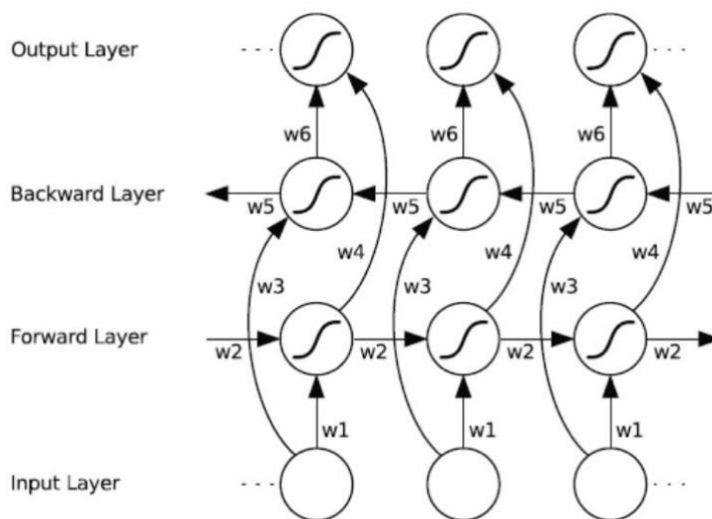 Output Layer
w6 w6 w6
Backward Layer
w5 w5 w5 w5
w4 w4 w4
w3 w3 w3
Forward Layer
w2 w2 w2 w2
w1 w1 w1
Input Layer